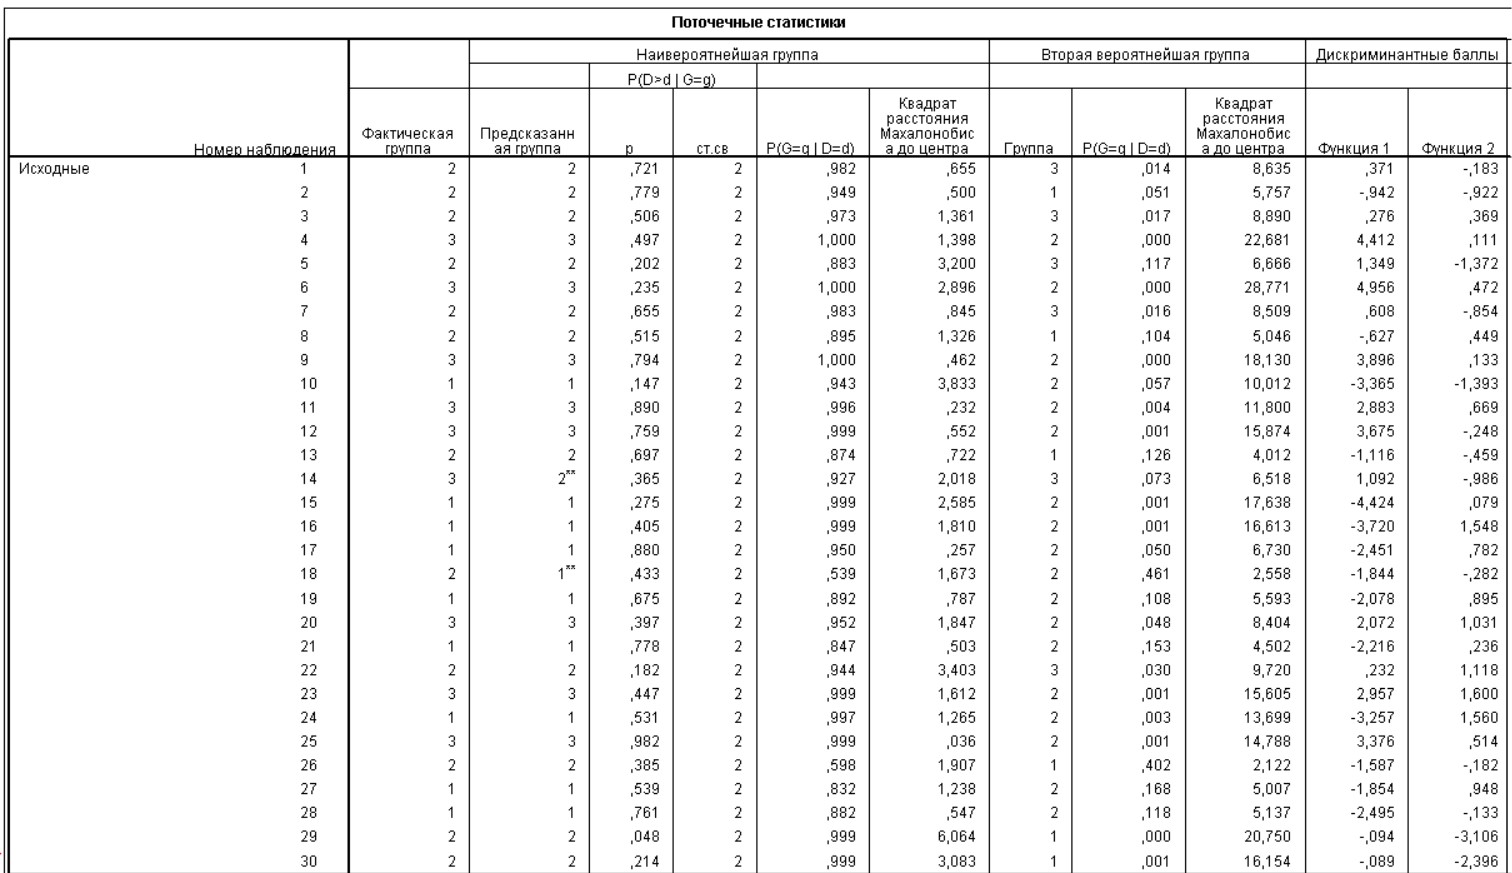 Поточечные статистики
Наивероятнейшая группа Вторая вероятнейшая группа Дискриминантные баллы
P(D>d | G=g)
Номер наблюдения Фактическая группа Предсказанная группа p ст.св P(G=g | D=d) Квадрат расстояния Махалонобиса до центра Группа P(G=g | D=d) Квадрат расстояния Махалонобиса до центра Функция 1 Функция 2
Исходные 1 2 2 ,721 2 ,982 ,655 3 ,014 8,635 ,371 -,183
2 2 2 ,779 2 ,949 ,500 1 ,051 5,757 -,942 -,922
3 2 2 ,506 2 ,973 1,361 3 ,017 8,890 ,276 ,369
4 3 3 ,497 2 1,000 1,398 2 ,000 22,681 4,412 ,111
5 2 2 ,202 2 ,883 3,200 3 ,117 6,666 1,349 -1,372
6 3 3 ,235 2 1,000 2,896 2 ,000 28,771 4,956 ,472
7 2 2 ,655 2 ,983 ,845 3 ,016 8,509 ,608 -,854
8 2 2 ,515 2 ,895 1,326 1 ,104 5,046 -,627 ,449
9 3 3 ,794 2 1,000 ,462 2 ,000 18,130 3,896 ,133
10 1 1 ,147 2 ,943 3,833 2 ,057 10,012 -3,365 -1,393
11 3 3 ,890 2 ,996 ,232 2 ,004 11,800 2,883 ,669
12 3 3 ,759 2 ,999 ,552 2 ,001 15,874 3,675 -,248
13 2 2 ,697 2 ,874 ,722 1 ,126 4,012 -1,116 -,459
14 3 2** ,365 2 ,927 2,018 3 ,073 6,518 1,092 -,986
15 1 1 ,275 2 ,999 2,585 2 ,001 17,638 -4,424 ,079
16 1 1 ,405 2 ,999 1,810 2 ,001 16,613 -3,720 1,548
17 1 1 ,880 2 ,950 ,257 2 ,050 6,730 -2,451 ,782
18 2 1** ,433 2 ,539 1,673 2 ,461 2,558 -1,844 -,282
19 1 1 ,675 2 ,892 ,787 2 ,108 5,593 -2,078 ,895
20 3 3 ,397 2 ,952 1,847 2 ,048 8,404 2,072 1,031
21 1 1 ,778 2 ,847 ,503 2 ,153 4,502 -2,216 ,236
22 2 2 ,182 2 ,944 3,403 3 ,030 9,720 ,232 1,118
23 3 3 ,447 2 ,999 1,612 2 ,001 15,605 2,957 1,600
24 1 1 ,531 2 ,997 1,265 2 ,003 13,699 -3,257 1,560
25 3 3 ,982 2 ,999 ,036 2 ,001 14,788 3,376 ,514
26 2 2 ,385 2 ,598 1,907 1 ,402 2,122 -1,587 -,182
27 1 1 ,539 2 ,832 1,238 2 ,168 5,007 -1,854 ,948
28 1 1 ,761 2 ,882 ,547 2 ,118 5,137 -2,495 -,133
29 2 2 ,048 2 ,999 6,064 1 ,000 20,750 -,094 -3,106
30 2 2 ,214 2 ,999 3,083 1 ,001 16,154 -,089 -2,396